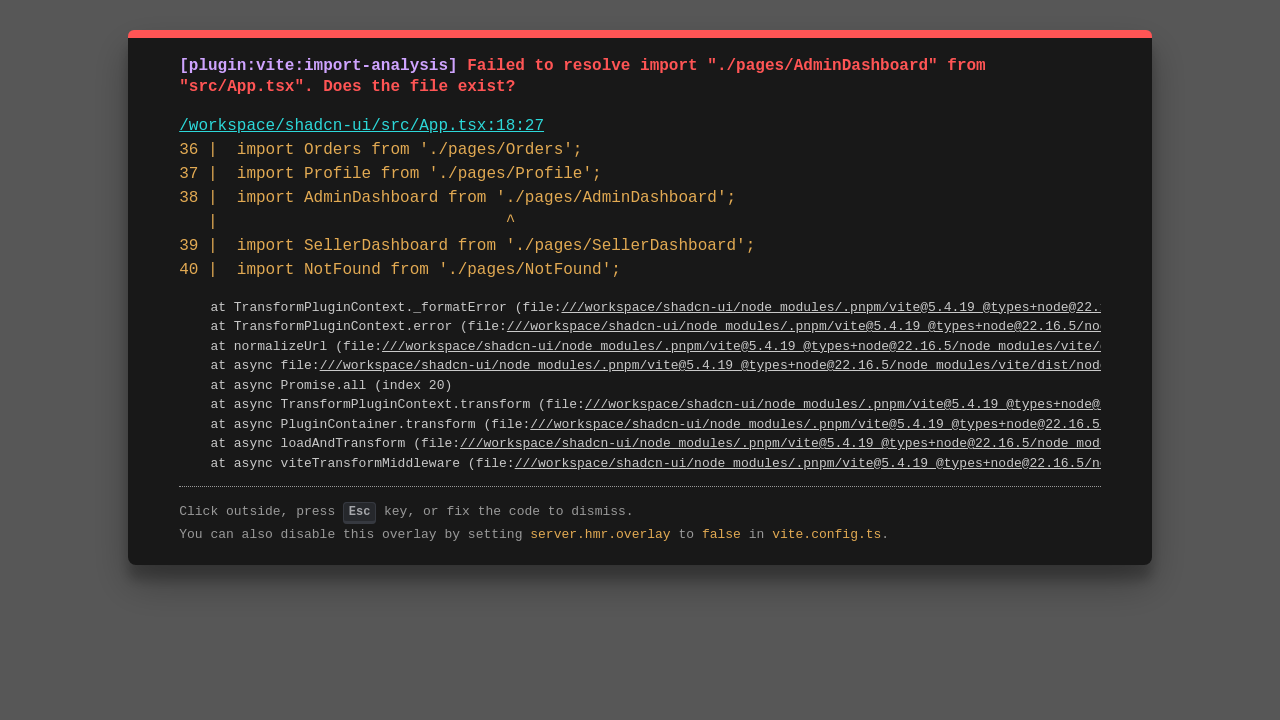 [plugin:vite:import-analysis] Failed to resolve import "./pages/AdminDashboard" from
"src/App.tsx". Does the file exist?
/workspace/shadcn-ui/src/App.tsx:18:27
36 |  import Orders from './pages/Orders';
37 |  import Profile from './pages/Profile';
38 |  import AdminDashboard from './pages/AdminDashboard';
   |                              ^
39 |  import SellerDashboard from './pages/SellerDashboard';
40 |  import NotFound from './pages/NotFound';
at TransformPluginContext._formatError (file:///workspace/shadcn-ui/node_modules/.pnpm/vite@5.4.19_@types+node@22.
at TransformPluginContext.error (file:///workspace/shadcn-ui/node_modules/.pnpm/vite@5.4.19_@types+node@22.16.5/no
at normalizeUrl (file:///workspace/shadcn-ui/node_modules/.pnpm/vite@5.4.19_@types+node@22.16.5/node_modules/vite/
at async file:///workspace/shadcn-ui/node_modules/.pnpm/vite@5.4.19_@types+node@22.16.5/node_modules/vite/dist/nod
at async Promise.all (index 20)
at async TransformPluginContext.transform (file:///workspace/shadcn-ui/node_modules/.pnpm/vite@5.4.19_@types+node@
at async PluginContainer.transform (file:///workspace/shadcn-ui/node_modules/.pnpm/vite@5.4.19_@types+node@22.16.5
at async loadAndTransform (file:///workspace/shadcn-ui/node_modules/.pnpm/vite@5.4.19_@types+node@22.16.5/node_mod
at async viteTransformMiddleware (file:///workspace/shadcn-ui/node_modules/.pnpm/vite@5.4.19_@types+node@22.16.5/n
Click outside, press Esc key, or fix the code to dismiss.
You can also disable this overlay by setting server.hmr.overlay to false in vite.config.ts.